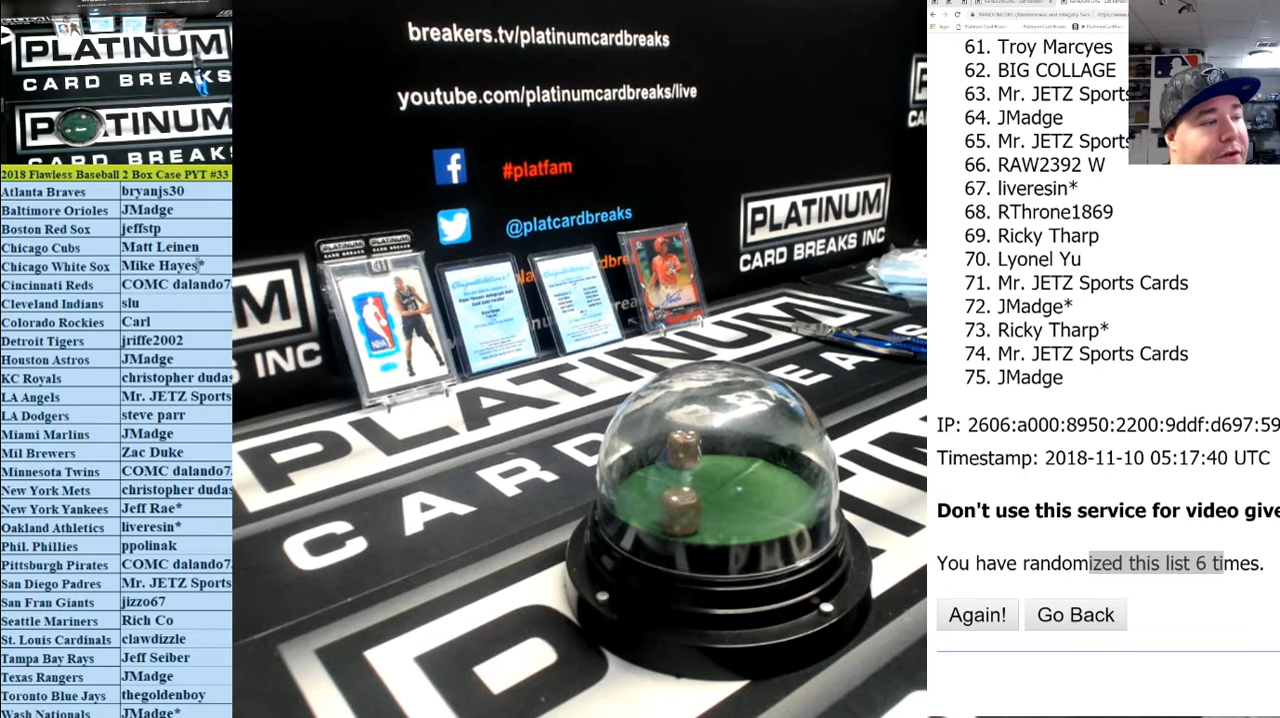 PLATINUM
CARD BREAKS
PLATINUM
CARD BREAKS
2018 Flawless Baseball 2 Box Case PYT #33
Atlanta Braves bryanjs30
Baltimore Orioles JMadge
Boston Red Sox jeffstp
Chicago Cubs Matt Leinen
Chicago White Sox Mike Hayes*
Cincinnati Reds COMC dalando7
Cleveland Indians slu
Colorado Rockies Carl
Detroit Tigers jriffe2002
Houston Astros JMadge
KC Royals christopher dudas
LA Angels Mr. JETZ Sports
LA Dodgers steve parr
Miami Marlins JMadge
Mil Brewers Zac Duke
Minnesota Twins COMC dalando7
New York Mets christopher dudas
New York Yankees Jeff Rae*
Oakland Athletics liveresin*
Phil. Phillies ppolinak
Pittsburgh Pirates COMC dalando7
San Diego Padres Mr. JETZ Sports
San Fran Giants jizzo67
Seattle Mariners Rich Co
St. Louis Cardinals clawdizzle
Tampa Bay Rays Jeff Seiber
Texas Rangers JMadge
Toronto Blue Jays thegoldenboy
Wash Nationals JMadge*
breakers.tv/platinumcardbreaks
youtube.com/platinumcardbreaks/live
#platfam
@platcardbreaks
PLATINUM
CARD BREAKS INC
Congratulations!
Congratulations!
NBA
PLATINUM
CARD
61. Troy Marcyes
62. BIG COLLAGE
63. Mr. JETZ Sports
64. JMadge
65. Mr. JETZ Sports
66. RAW2392 W
67. liveresin*
68. RThrone1869
69. Ricky Tharp
70. Lyonel Yu
71. Mr. JETZ Sports Cards
72. JMadge*
73. Ricky Tharp*
74. Mr. JETZ Sports Cards
75. JMadge
IP: 2606:a000:8950:2200:9ddf:d697:59
Timestamp: 2018-11-10 05:17:40 UTC
Don't use this service for video give
You have randomized this list 6 times.
Again! Go Back